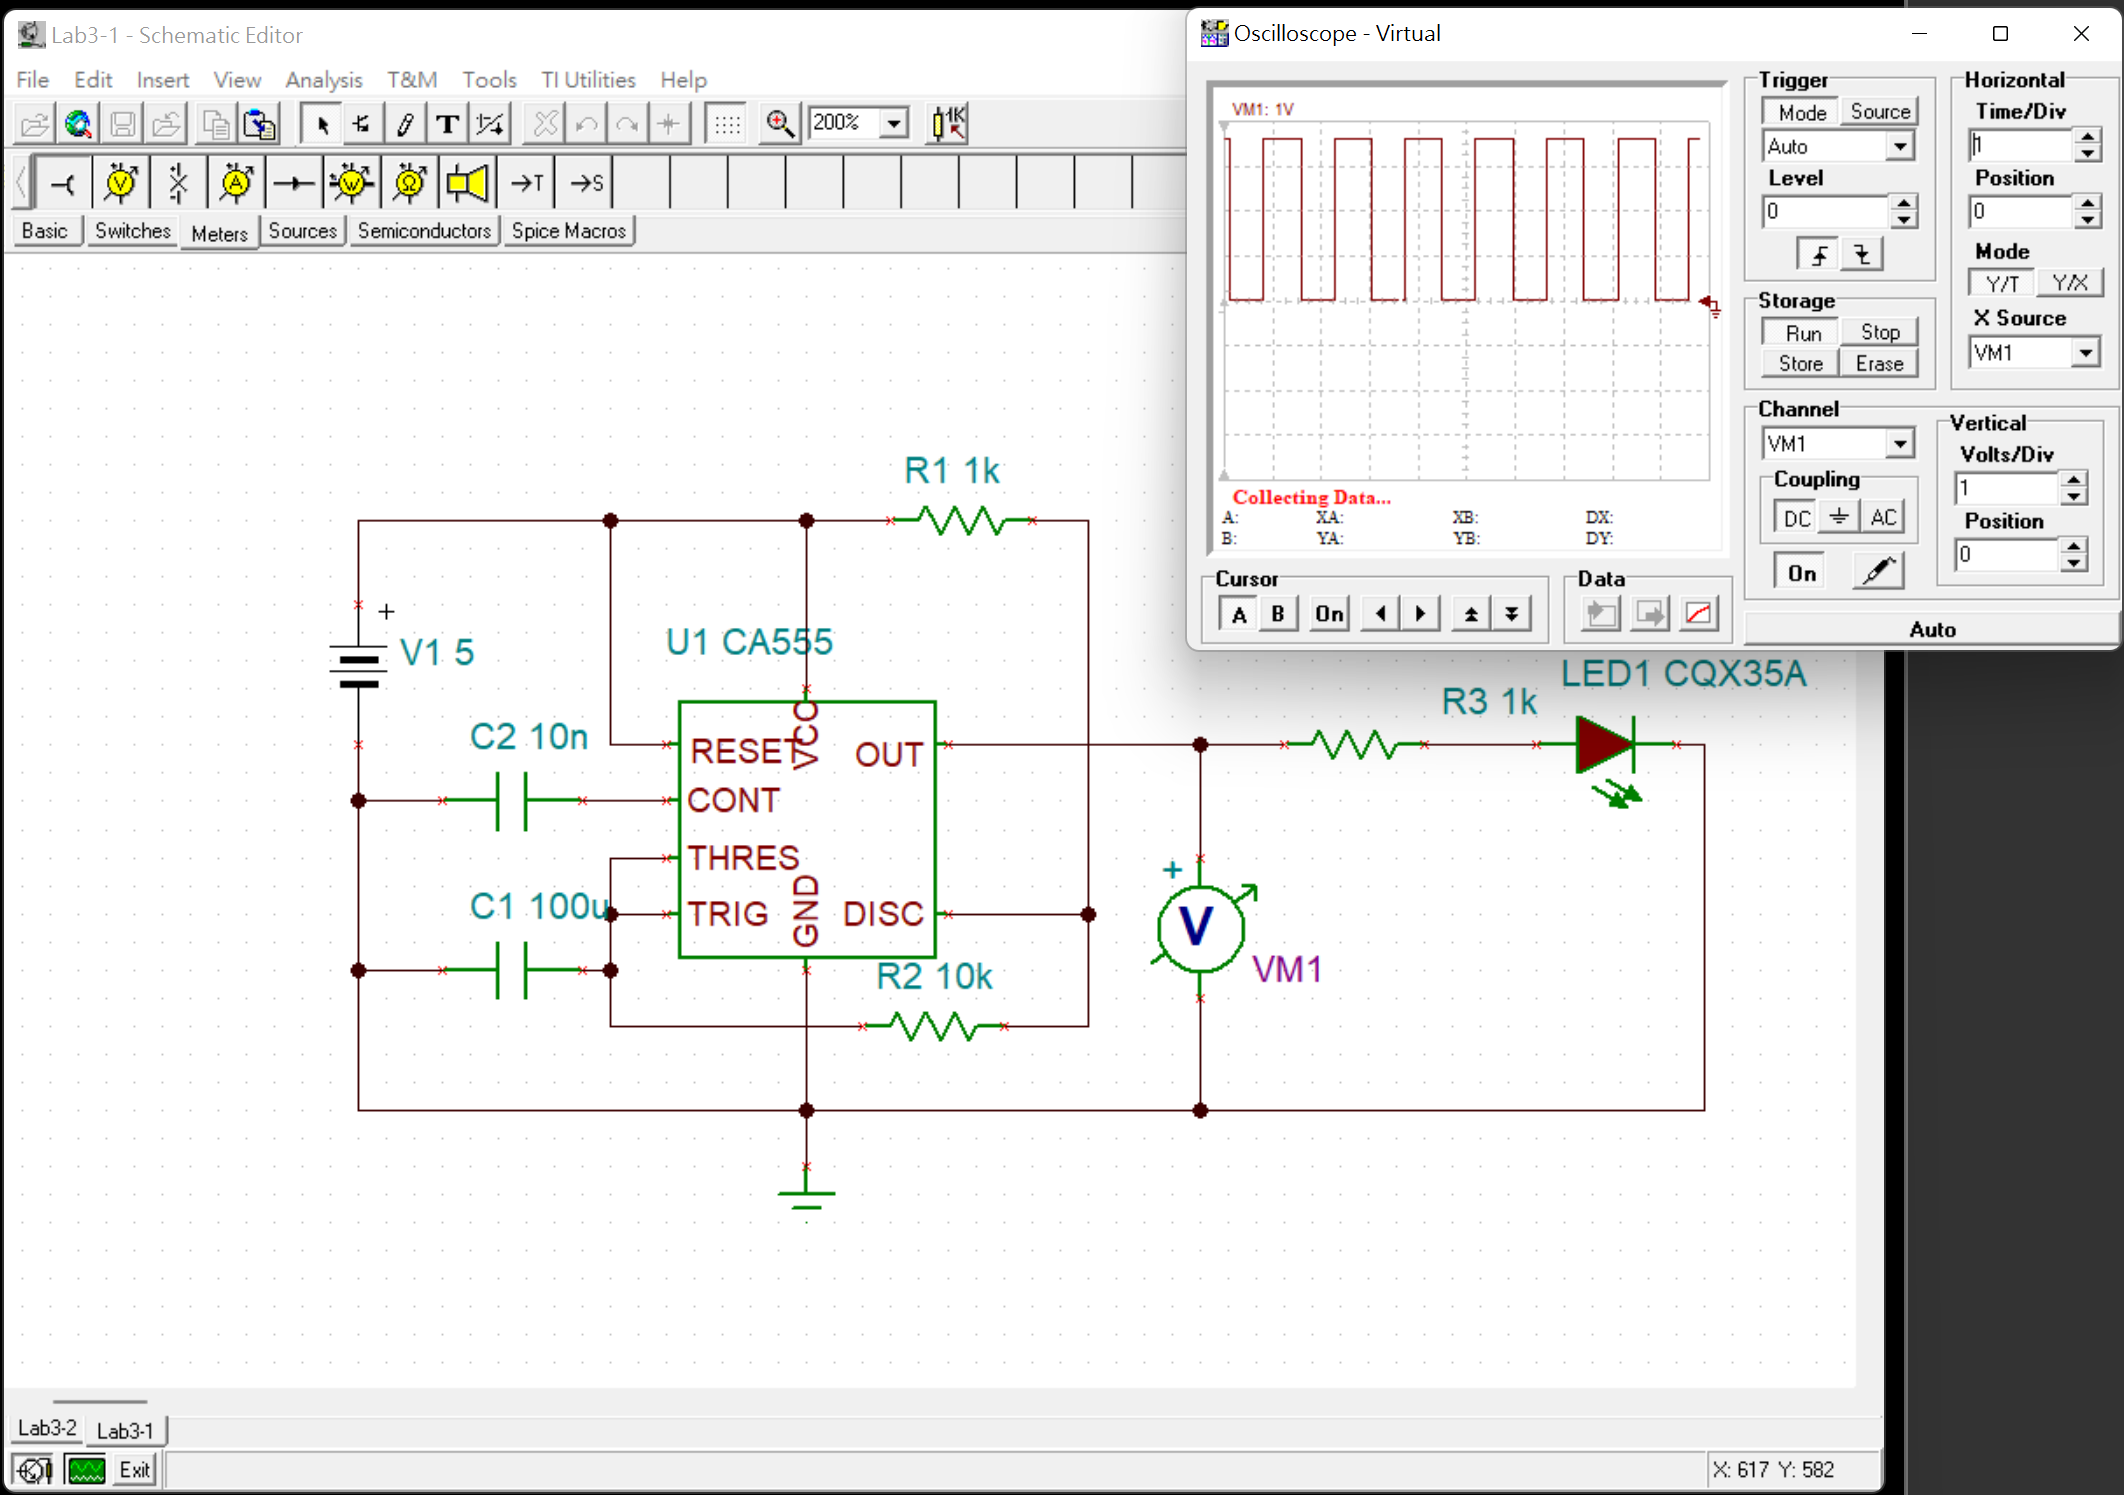 Lab3-1 - Schematic Editor
File Edit Insert View Analysis T&M Tools TI Utilities Help
T
200%
1K
V A W Ω →T →S
Basic Switches Meters Sources Semiconductors Spice Macros
R1 1k
+
V1 5
U1 CA555
C2 10n
RESET
VCC
OUT
CONT
THRES
C1 100u
TRIG
GND
DISC
R2 10k
R3 1k
LED1 CQX35A
+
V
VM1
Lab3-2 Lab3-1
Exit
X: 617 Y: 582
Oscilloscope - Virtual
VM1: 1V
Collecting Data...
A: XA: XB: DX:
B: YA: YB: DY:
Cursor
A B On
Data
Trigger
Mode Source
Auto
Level
0
Storage
Run Stop
Store Erase
Horizontal
Time/Div
1
Position
0
Mode
Y/T Y/X
X Source
VM1
Channel
VM1
Coupling
DC AC
On
Vertical
Volts/Div
1
Position
0
Auto